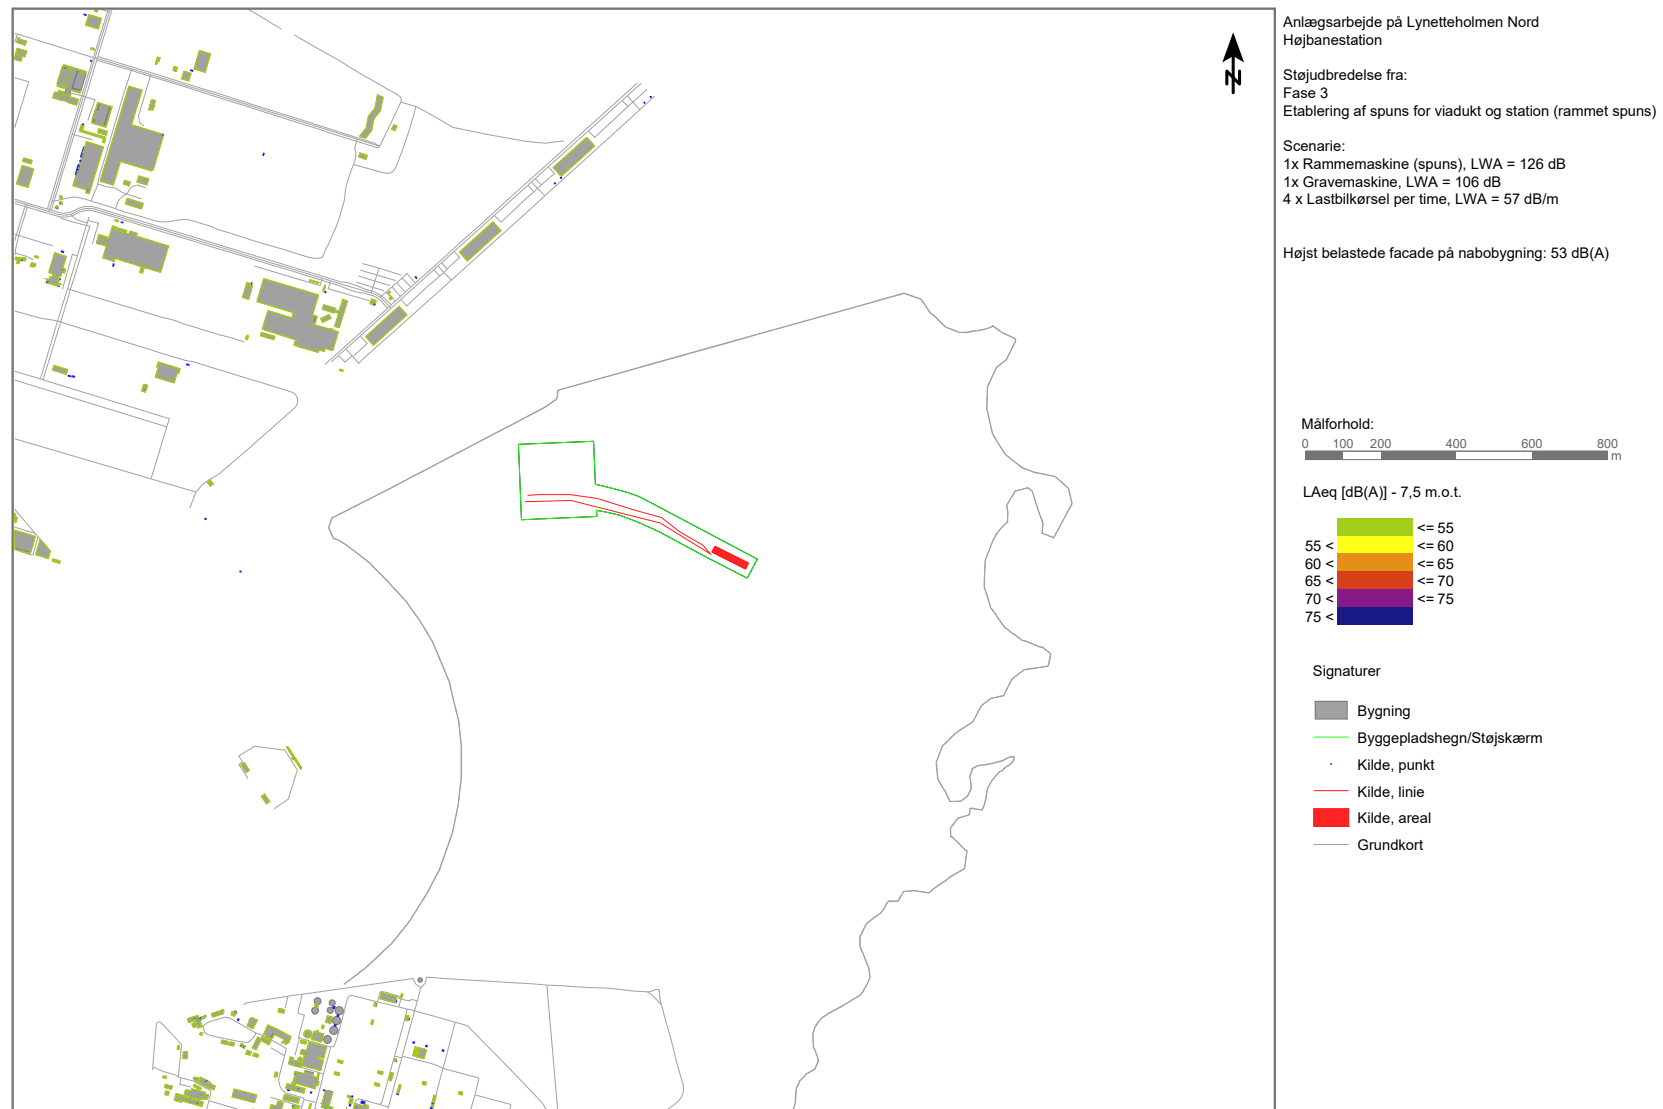 N
Anlægsarbejde på Lynetteholmen Nord
Højbanestation
Støjudbredelse fra:
Fase 3
Etablering af spuns for viadukt og station (rammet spuns)
Scenarie:
1x Rammemaskine (spuns), LWA = 126 dB
1x Gravemaskine, LWA = 106 dB
4 x Lastbilkørsel per time, LWA = 57 dB/m
Højst belastede facade på nabobygning: 53 dB(A)
Målforhold:
0 100 200 400 600 800
m
LAeq [dB(A)] - 7,5 m.o.t.
<= 55
55 < <= 60
60 < <= 65
65 < <= 70
70 < <= 75
75 <
Signaturer
Bygning
Byggepladshegn/Støjskærm
Kilde, punkt
Kilde, linie
Kilde, areal
Grundkort